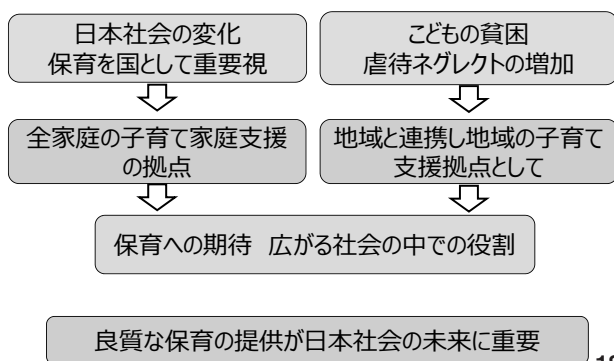 日本社会の変化
保育を国として重要視
こどもの貧困
虐待ネグレクトの増加
全家庭の子育て家庭支援
の拠点
地域と連携し地域の子育て
支援拠点として
保育への期待 広がる社会の中での役割
良質な保育の提供が日本社会の未来に重要